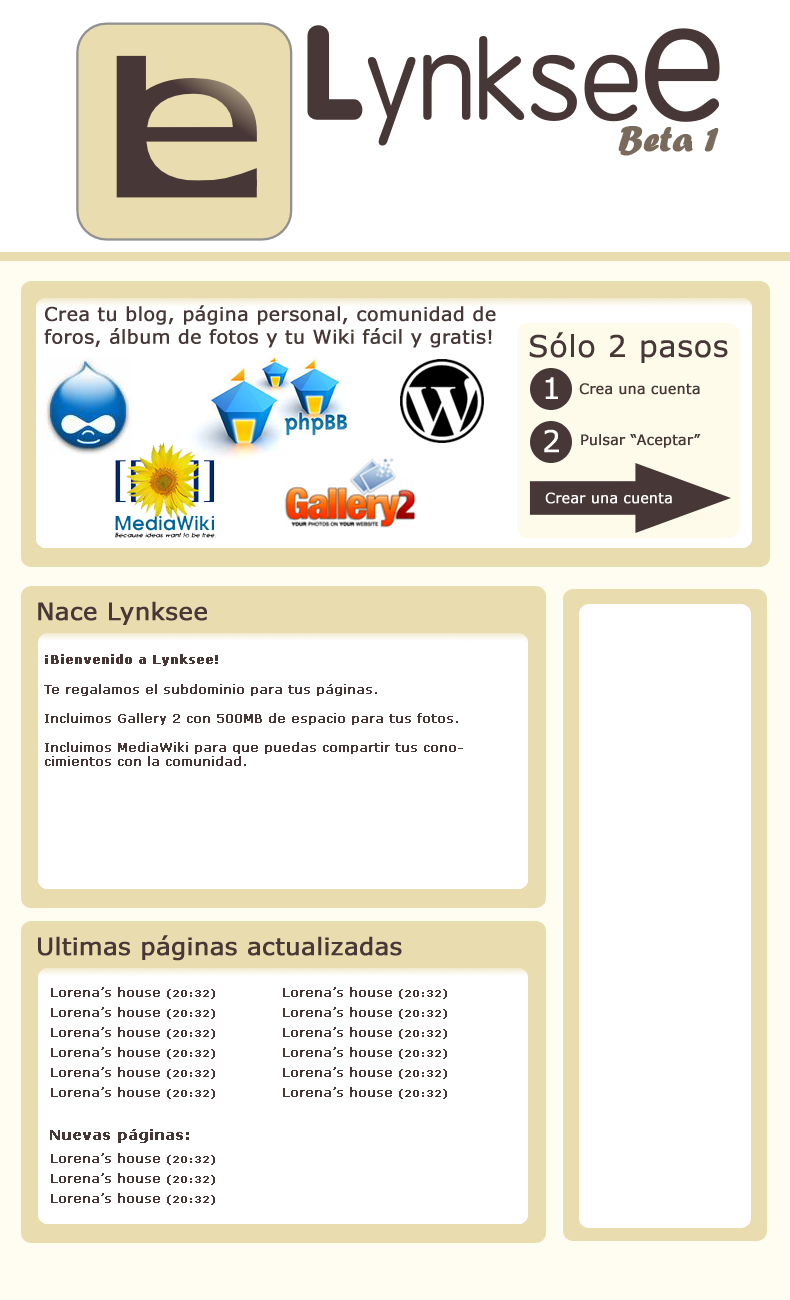 Lynksee
Beta 1
Crea tu blog, página personal, comunidad de
foros, álbum de fotos y tu Wiki fácil y gratis!
phpBB
[[MediaWiki]]
Because ideas want to be free
Gallery2
YOUR PHOTOS ON YOUR WEBSITE
Sólo 2 pasos
1 Crea una cuenta
2 Pulsar “Aceptar”
Crear una cuenta
Nace Lynksee
¡Bienvenido a Lynksee!
Te regalamos el subdominio para tus páginas.
Incluimos Gallery 2 con 500MB de espacio para tus fotos.
Incluimos MediaWiki para que puedas compartir tus cono-
cimientos con la comunidad.
Ultimas páginas actualizadas
Lorena’s house (20:32) Lorena’s house (20:32)
Lorena’s house (20:32) Lorena’s house (20:32)
Lorena’s house (20:32) Lorena’s house (20:32)
Lorena’s house (20:32) Lorena’s house (20:32)
Lorena’s house (20:32) Lorena’s house (20:32)
Lorena’s house (20:32) Lorena’s house (20:32)
Nuevas páginas:
Lorena’s house (20:32)
Lorena’s house (20:32)
Lorena’s house (20:32)